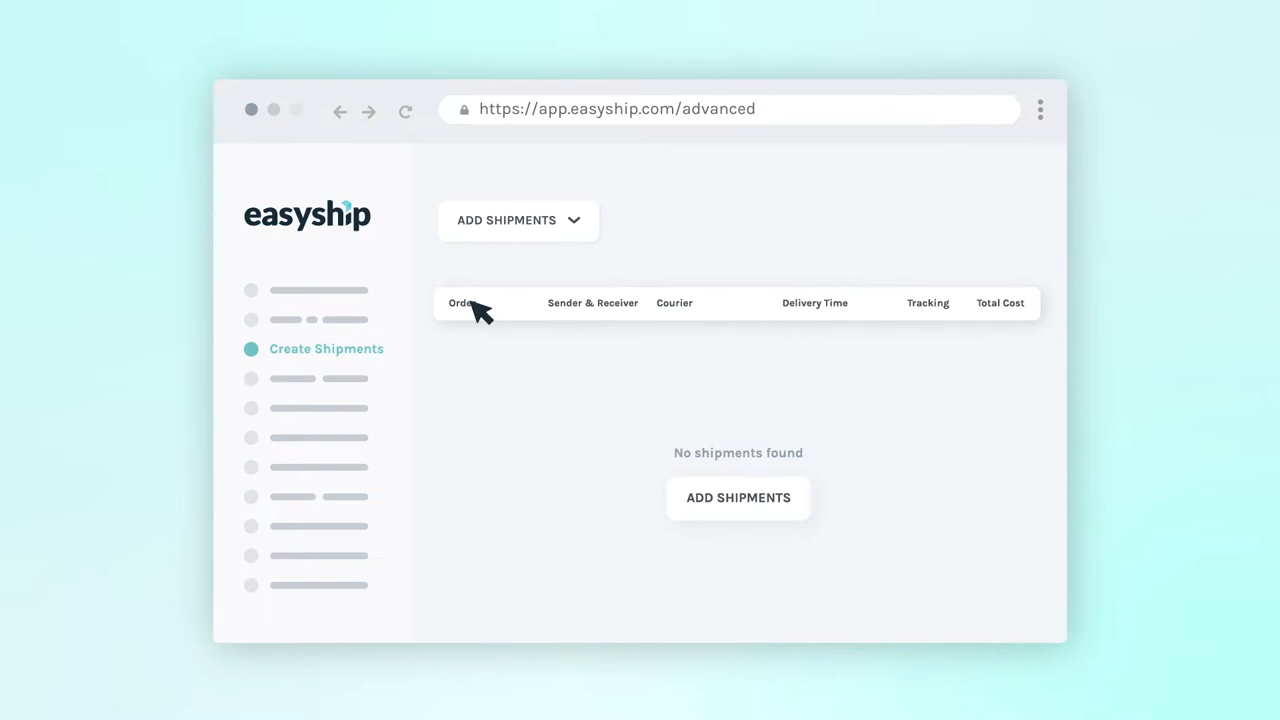 https://app.easyship.com/advanced
easyship
ADD SHIPMENTS
Order Sender & Receiver Courier Delivery Time Tracking Total Cost
Create Shipments
No shipments found
ADD SHIPMENTS